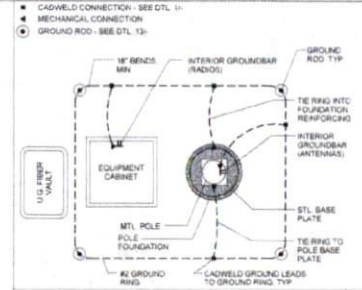 CADWELD CONNECTION - SEE DTL 1/-
MECHANICAL CONNECTION
GROUND ROD - SEE DTL 13/-
18" BENDS
MIN
INTERIOR GROUNDBAR
(RADIOS)
GROUND
ROD TYP
TIE RING INTO
FOUNDATION
REINFORCING
INTERIOR
GROUNDBAR
(ANTENNAS)
EQUIPMENT
CABINET
U.G. FIBER
VAULT
MTL POLE
POLE
FOUNDATION
STL BASE
PLATE
#2 GROUND
RING
CADWELD GROUND LEADS
TO GROUND RING, TYP
TIE RING TO
POLE BASE
PLATE